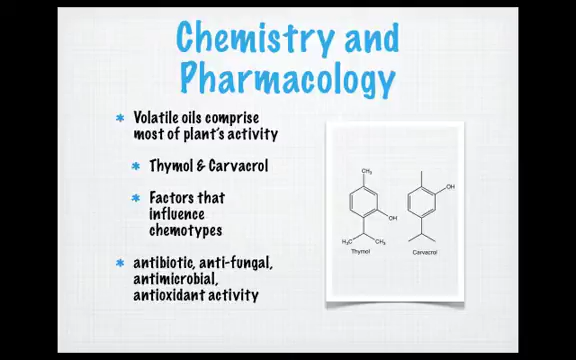 Chemistry and
Pharmacology
Volatile oils comprise
most of plant's activity
Thymol & Carvacrol
Factors that
influence
chemotypes
antibiotic, anti-fungal,
antimicrobial,
antioxidant activity
CH₃
OH
H₃C
CH₃
Thymol
OH
Carvacrol